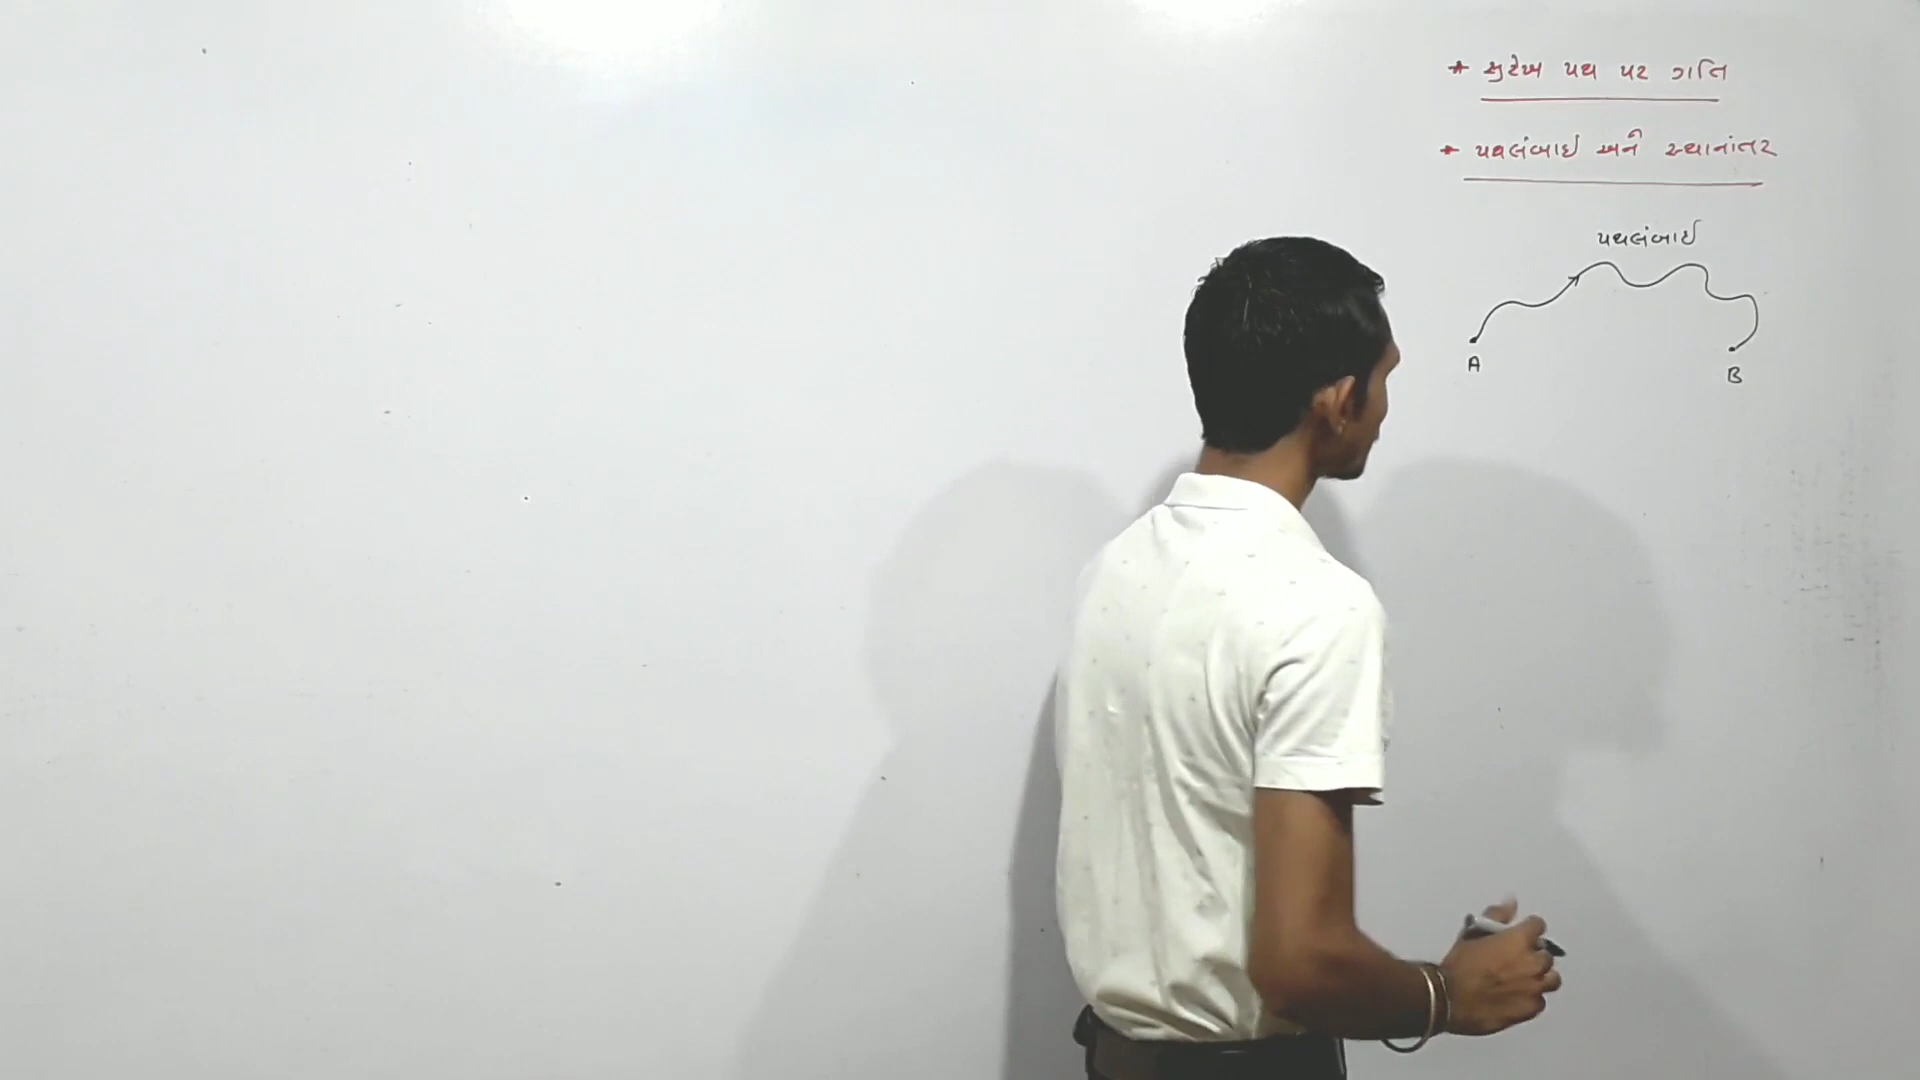 * સુરેખ પથ પર ગતિ
* પથલંબાઈ અને સ્થાનાંતર
પથલંબાઈ
A
B